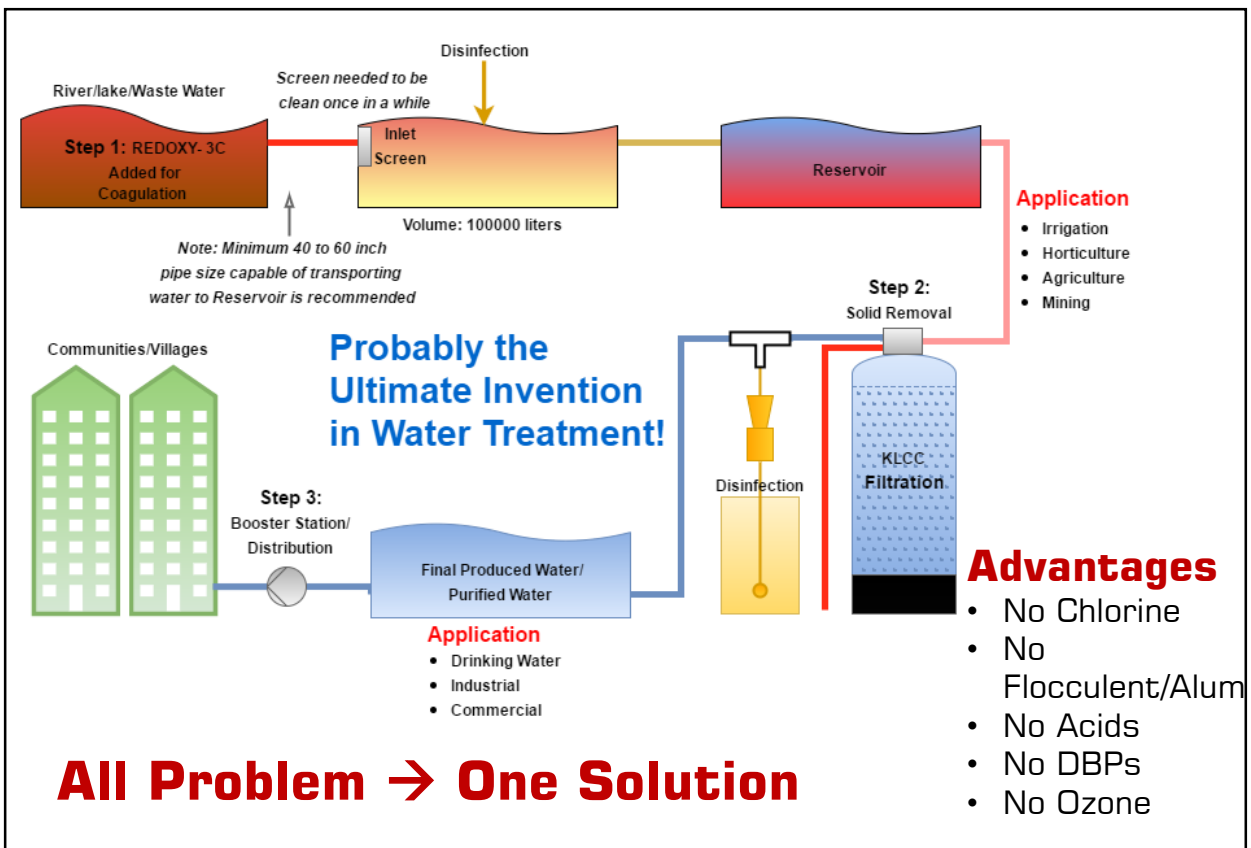 Disinfection
River/lake/Waste Water
Screen needed to be
clean once in a while
Step 1: REDOXY- 3C
Added for
Coagulation
Inlet
Screen
Reservoir
Volume: 100000 liters
Note: Minimum 40 to 60 inch
pipe size capable of transporting
water to Reservoir is recommended
Application
• Irrigation
• Horticulture
• Agriculture
• Mining
Step 2:
Solid Removal
Communities/Villages
Probably the
Ultimate Invention
in Water Treatment!
KLCC
Filtration
Disinfection
Step 3:
Booster Station/
Distribution
Final Produced Water/
Purified Water
Application
• Drinking Water
• Industrial
• Commercial
Advantages
• No Chlorine
• No
Flocculent/Alum
• No Acids
• No DBPs
• No Ozone
All Problem → One Solution